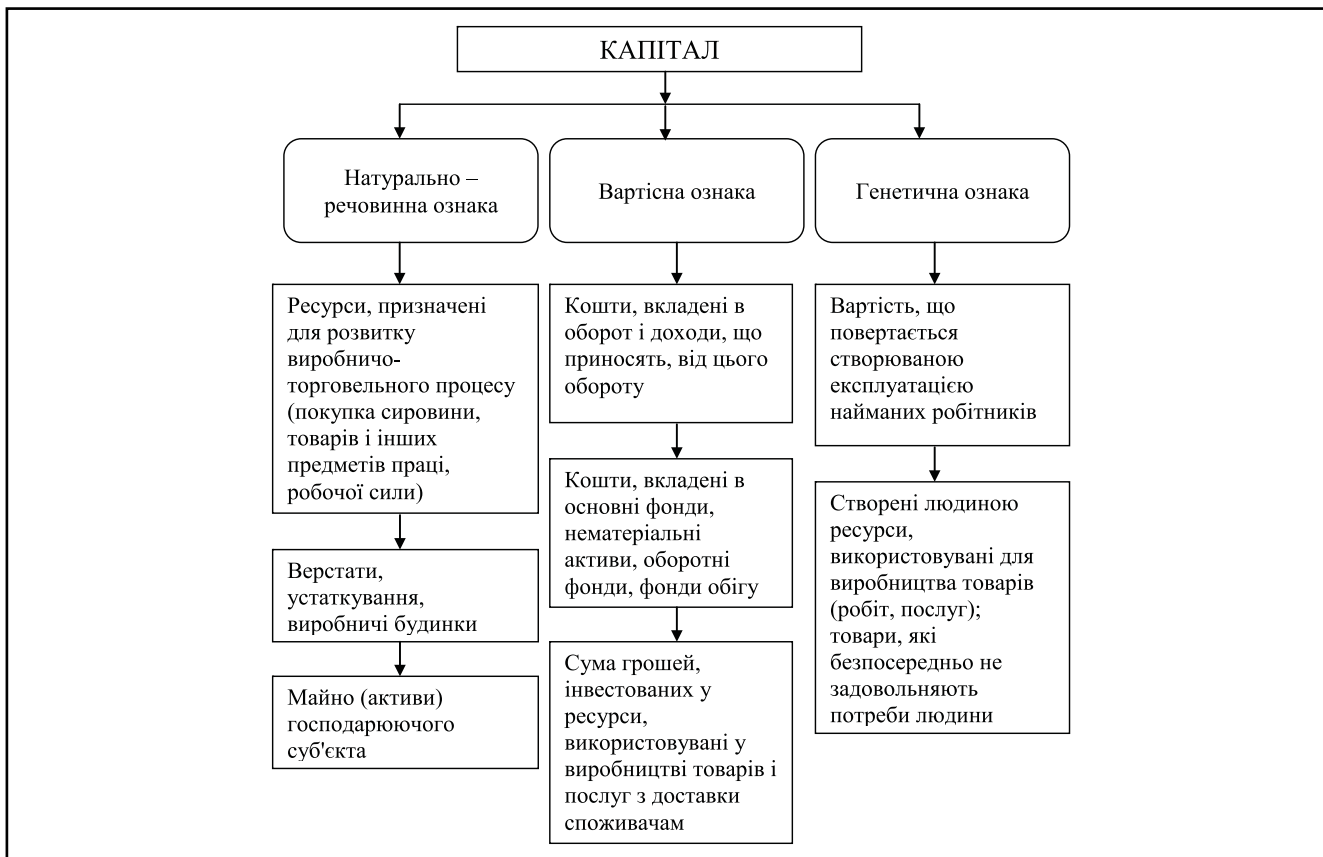 КАПІТАЛ
Натурально –
речовинна ознака
Вартісна ознака
Генетична ознака
Ресурси, призначені
для розвитку
виробничо-
торговельного процесу
(покупка сировини,
товарів і інших
предметів праці,
робочої сили)
Верстати,
устаткування,
виробничі будинки
Майно (активи)
господарюючого
суб'єкта
Кошти, вкладені в
оборот і доходи, що
приносять, від цього
обороту
Кошти, вкладені в
основні фонди,
нематеріальні
активи, оборотні
фонди, фонди обігу
Сума грошей,
інвестованих у
ресурси,
використовувані у
виробництві товарів і
послуг з доставки
споживачам
Вартість, що
повертається
створюваною
експлуатацією
найманих робітників
Створені людиною
ресурси,
використовувані для
виробництва товарів
(робіт, послуг);
товари, які
безпосередньо не
задовольняють
потреби людини